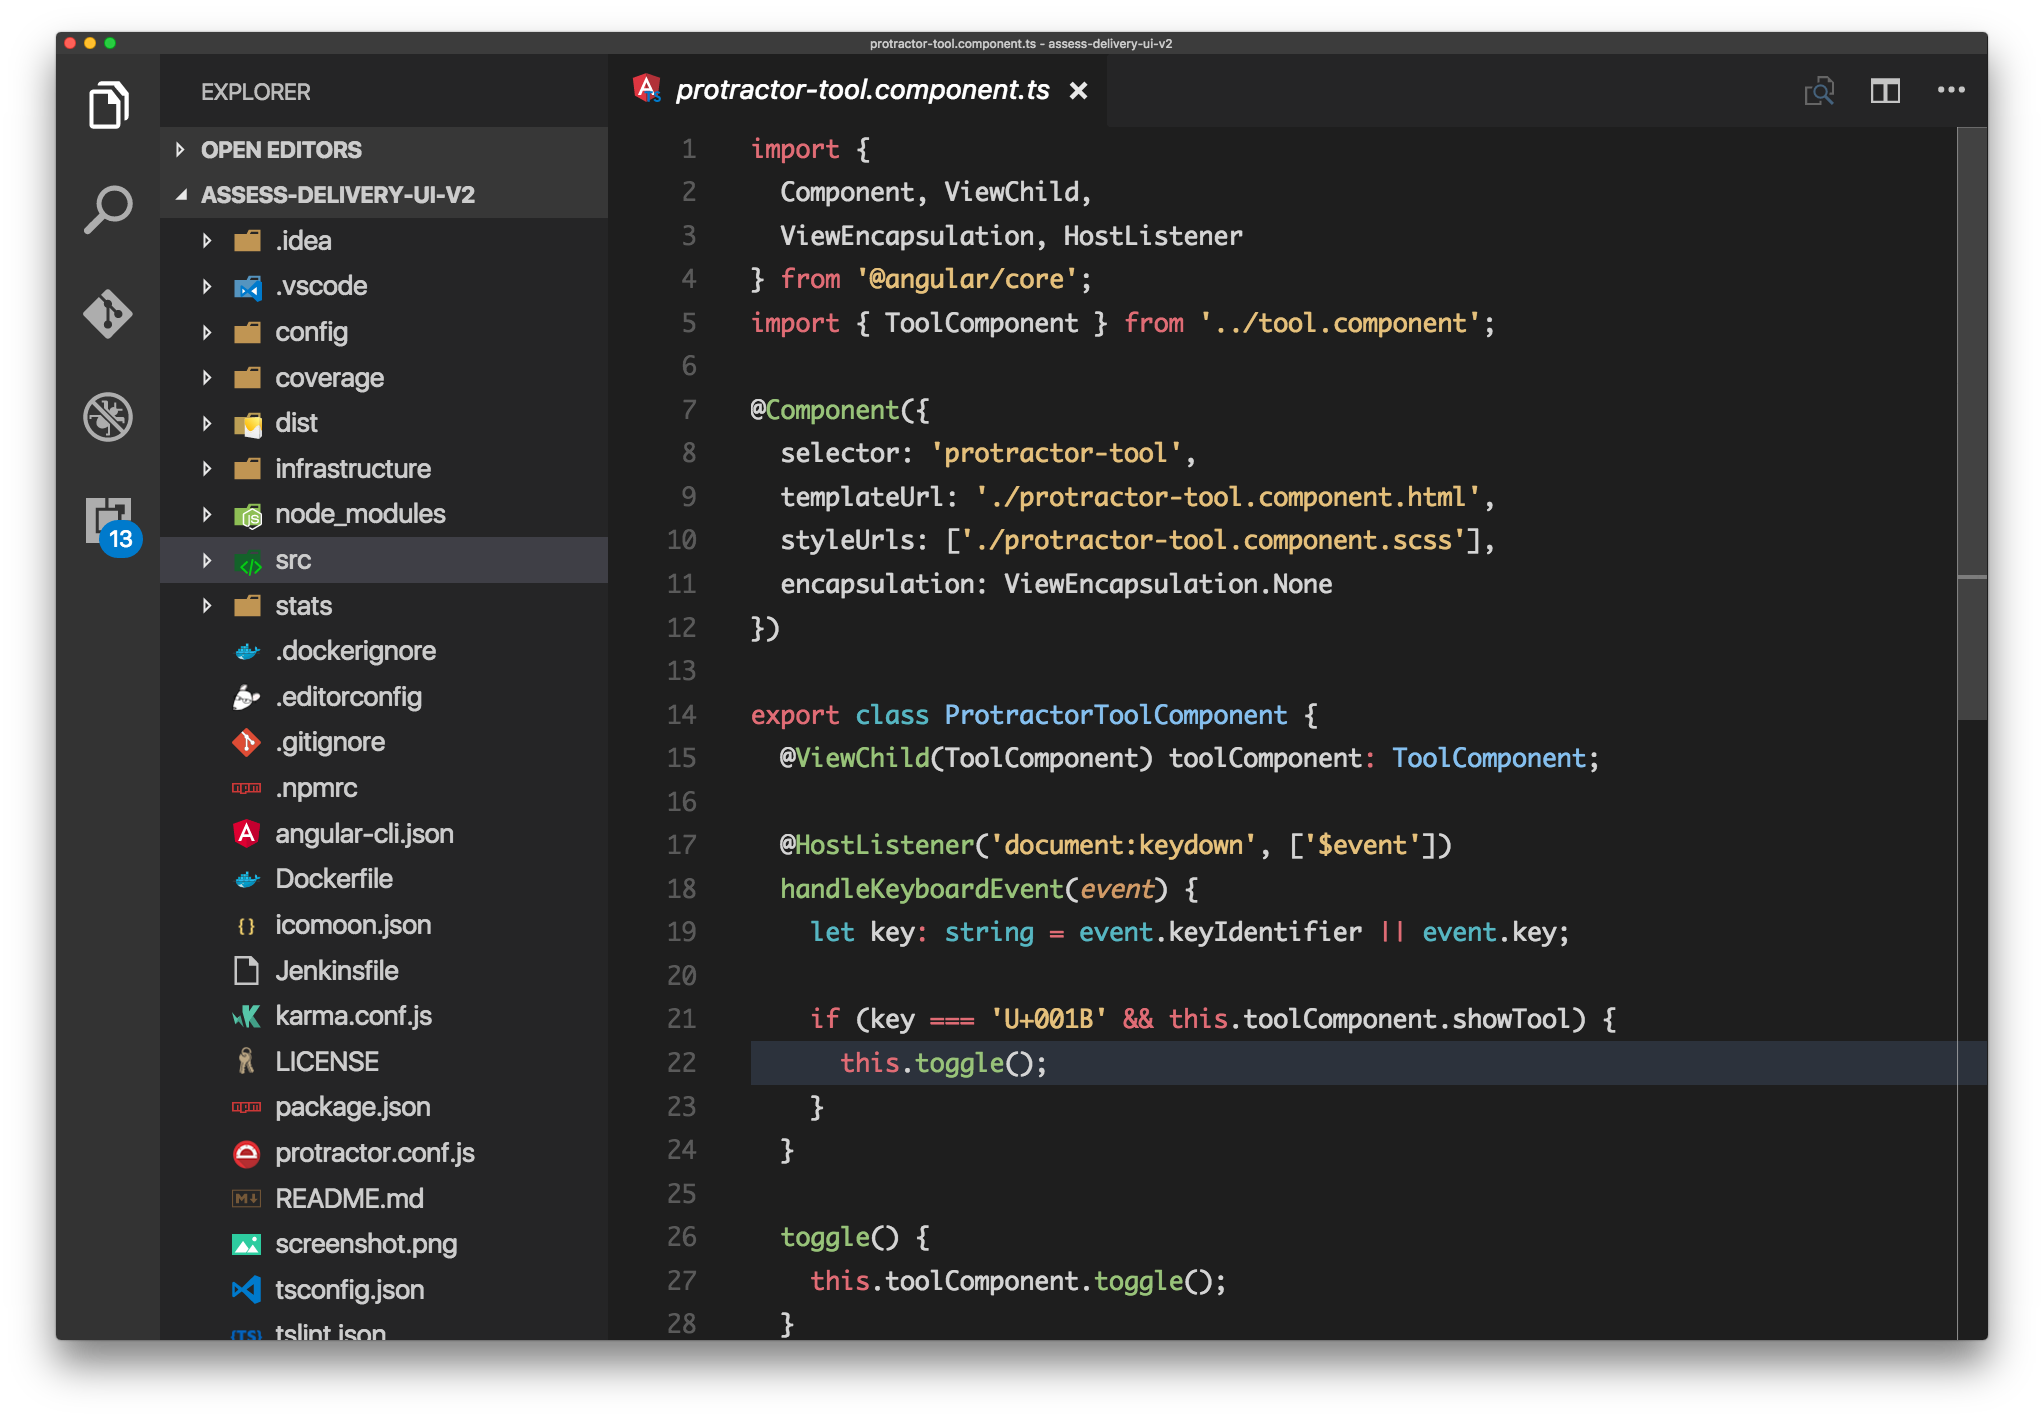 protractor-tool.component.ts - assess-delivery-ui-v2
EXPLORER
OPEN EDITORS
ASSESS-DELIVERY-UI-V2
.idea
.vscode
config
coverage
dist
infrastructure
node_modules
src
stats
.dockerignore
.editorconfig
.gitignore
.npmrc
angular-cli.json
Dockerfile
icomoon.json
Jenkinsfile
karma.conf.js
LICENSE
package.json
protractor.conf.js
README.md
screenshot.png
tsconfig.json
tslint.json
13
protractor-tool.component.ts
1 import {
2   Component, ViewChild,
3   ViewEncapsulation, HostListener
4 } from '@angular/core';
5 import { ToolComponent } from '../tool.component';
6
7 @Component({
8   selector: 'protractor-tool',
9   templateUrl: './protractor-tool.component.html',
10   styleUrls: ['./protractor-tool.component.scss'],
11   encapsulation: ViewEncapsulation.None
12 })
13
14 export class ProtractorToolComponent {
15   @ViewChild(ToolComponent) toolComponent: ToolComponent;
16
17   @HostListener('document:keydown', ['$event'])
18   handleKeyboardEvent(event) {
19     let key: string = event.keyIdentifier || event.key;
20
21     if (key === 'U+001B' && this.toolComponent.showTool) {
22       this.toggle();
23     }
24   }
25
26   toggle() {
27     this.toolComponent.toggle();
28   }